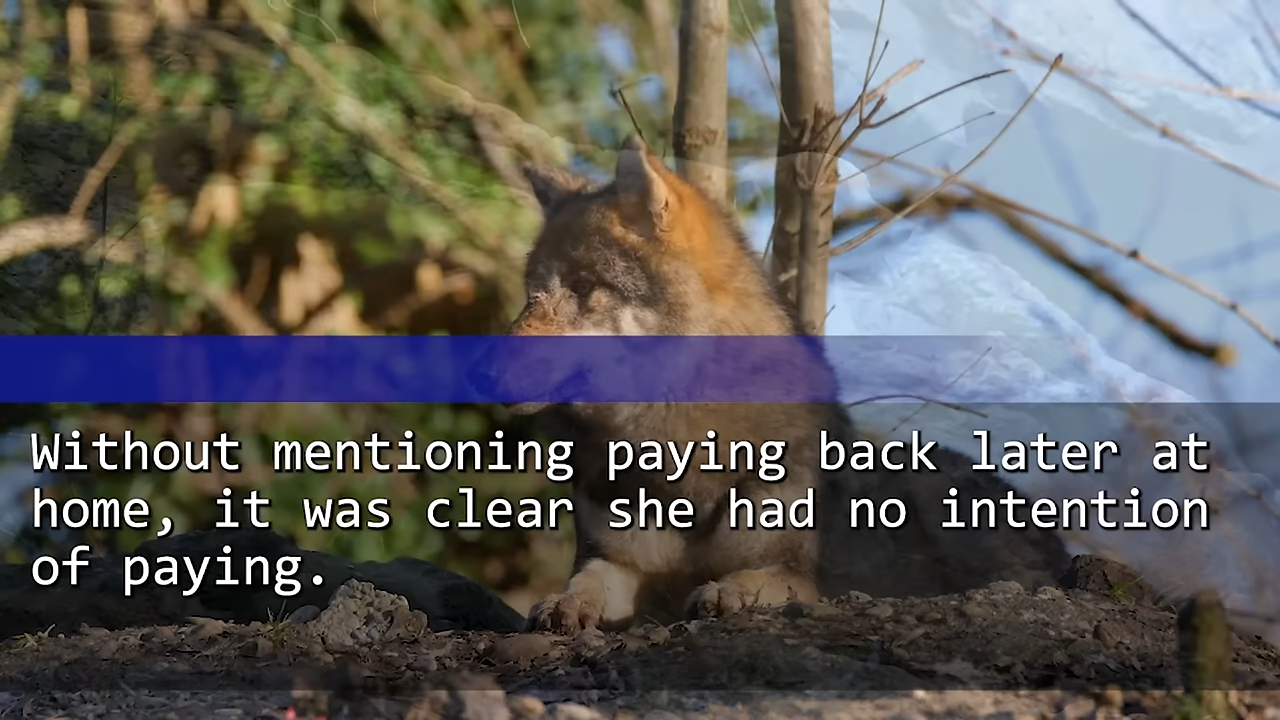 Without mentioning paying back later at
home, it was clear she had no intention
of paying.